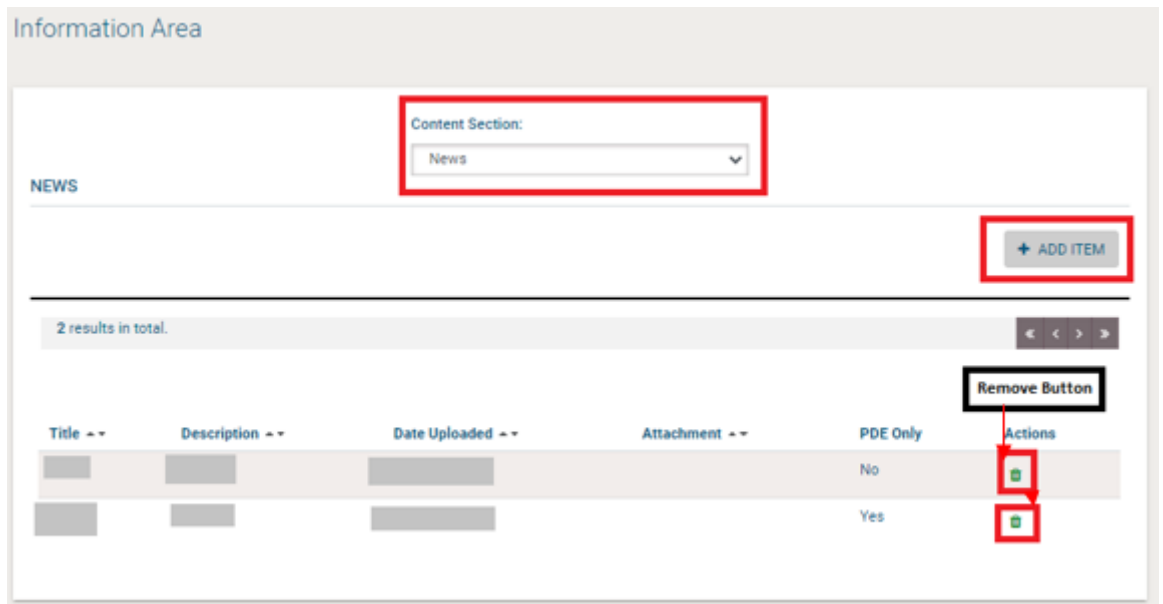 Information Area
Content Section:
News
NEWS
+ ADD ITEM
2 results in total.
Remove Button
Title Description Date Uploaded Attachment PDE Only Actions
No
Yes